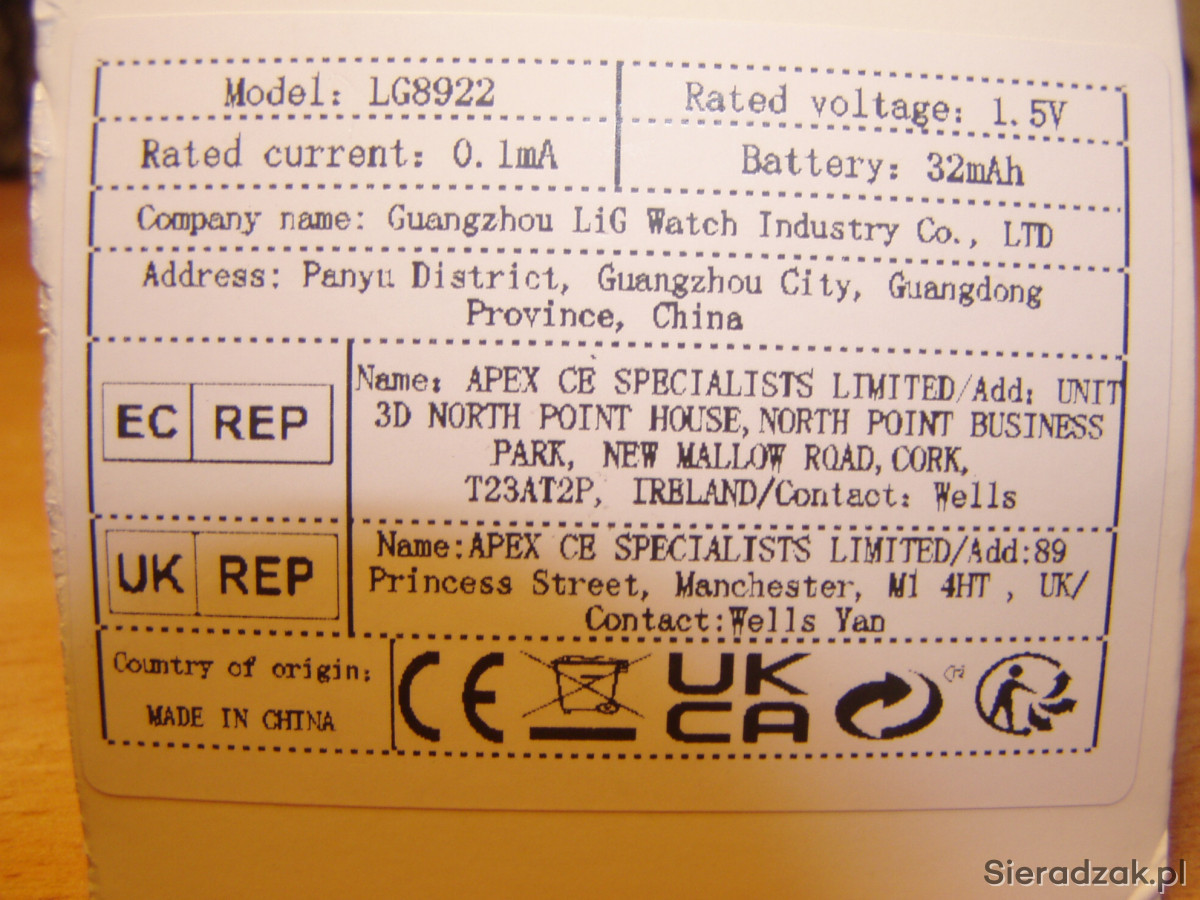 Model: LG8922
Rated voltage: 1.5V
Rated current: 0.1mA
Battery: 32mAh
Company name: Guangzhou LiG Watch Industry Co., LTD
Address: Panyu District, Guangzhou City, Guangdong
Province, China
EC REP
Name: APEX CE SPECIALISTS LIMITED/Add: UNIT
3D NORTH POINT HOUSE, NORTH POINT BUSINESS
PARK, NEW MALLOW ROAD, CORK,
T23AT2P, IRELAND/Contact: Wells
UK REP
Name:APEX CE SPECIALISTS LIMITED/Add:89
Princess Street, Manchester, M1 4HT , UK/
Contact:Wells Yan
Country of origin:
MADE IN CHINA
CE
UK
CA
Sieradzak.pl